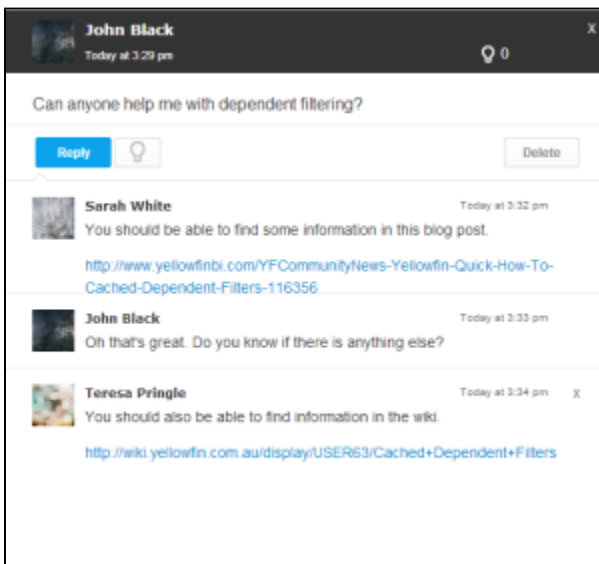 John Black
X
Today at 3:29 pm
0
Can anyone help me with dependent filtering?
Reply
Delete
Sarah White
Today at 3:32 pm
You should be able to find some information in this blog post.
http://www.yellowfinbi.com/YFCommunityNews-Yellowfin-Quick-How-To-
Cached-Dependent-Filters-116356
John Black
Today at 3:33 pm
Oh that's great. Do you know if there is anything else?
Teresa Pringle
Today at 3:34 pm
x
You should also be able to find information in the wiki.
http://wiki.yellowfin.com.au/display/USER63/Cached+Dependent+Filters